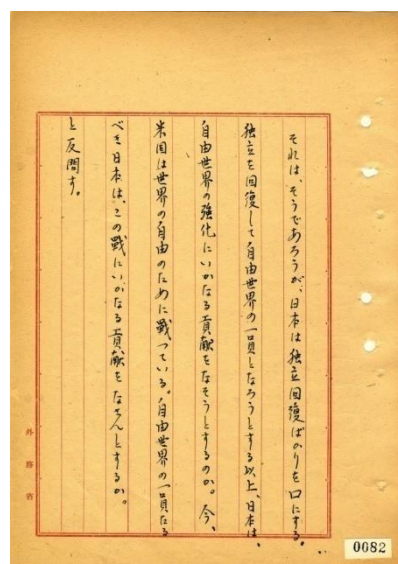 それは、そうであろうが、日本は独立回復ばかりを口にする。
独立を回復して自由世界の一員となろうとする以上、日本は、
自由世界の強化にいかなる貢献をなそうとするのか。今、
米国は世界の自由のために戰っている。自由世界の一員たる
べき日本は、この戰にいかなる貢献をなさんとするか。
と反問す。
外務省
0082